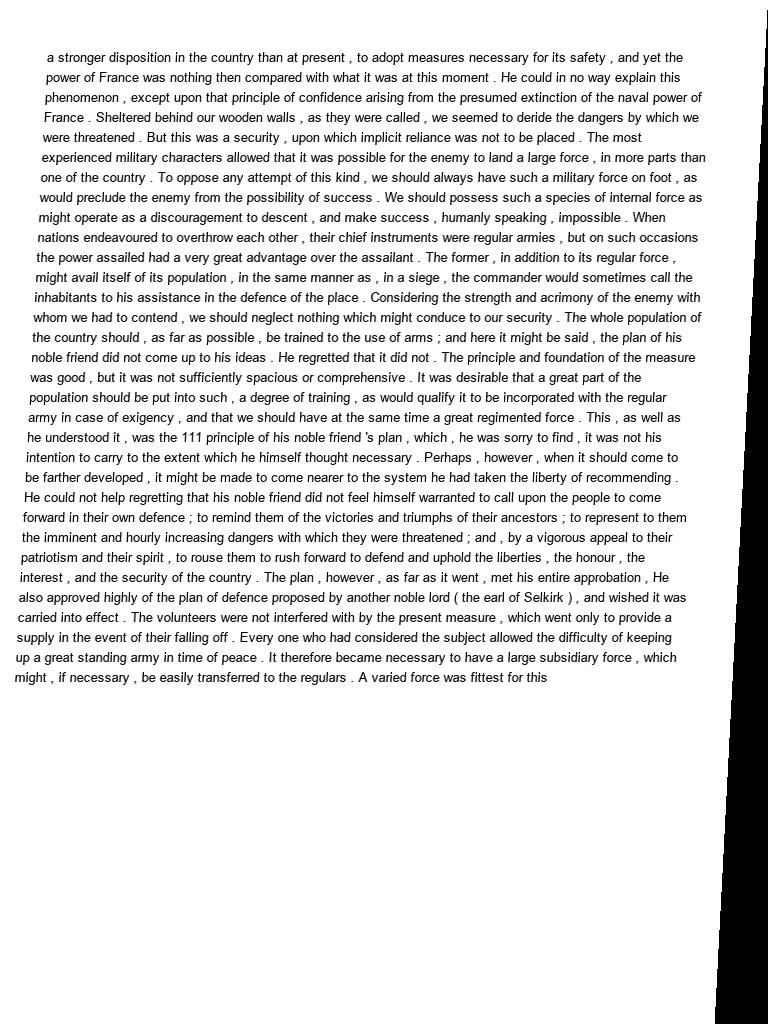 a stronger disposition in the country than at present , to adopt measures necessary for its safety , and yet the
power of France was nothing then compared with what it was at this moment . He could in no way explain this
phenomenon , except upon that principle of confidence arising from the presumed extinction of the naval power of
France . Sheltered behind our wooden walls , as they were called , we seemed to deride the dangers by which we
were threatened . But this was a security , upon which implicit reliance was not to be placed . The most
experienced military characters allowed that it was possible for the enemy to land a large force , in more parts than
one of the country . To oppose any attempt of this kind , we should always have such a military force on foot , as
would preclude the enemy from the possibility of success . We should possess such a species of internal force as
might operate as a discouragement to descent , and make success , humanly speaking , impossible . When
nations endeavoured to overthrow each other , their chief instruments were regular armies , but on such occasions
the power assailed had a very great advantage over the assailant . The former , in addition to its regular force ,
might avail itself of its population , in the same manner as , in a siege , the commander would sometimes call the
inhabitants to his assistance in the defence of the place . Considering the strength and acrimony of the enemy with
whom we had to contend , we should neglect nothing which might conduce to our security . The whole population of
the country should , as far as possible , be trained to the use of arms ; and here it might be said , the plan of his
noble friend did not come up to his ideas . He regretted that it did not . The principle and foundation of the measure
was good , but it was not sufficiently spacious or comprehensive . It was desirable that a great part of the
population should be put into such , a degree of training , as would qualify it to be incorporated with the regular
army in case of exigency , and that we should have at the same time a great regimented force . This , as well as
he understood it , was the 111 principle of his noble friend 's plan , which , he was sorry to find , it was not his
intention to carry to the extent which he himself thought necessary . Perhaps , however , when it should come to
be farther developed , it might be made to come nearer to the system he had taken the liberty of recommending .
He could not help regretting that his noble friend did not feel himself warranted to call upon the people to come
forward in their own defence ; to remind them of the victories and triumphs of their ancestors ; to represent to them
the imminent and hourly increasing dangers with which they were threatened ; and , by a vigorous appeal to their
patriotism and their spirit , to rouse them to rush forward to defend and uphold the liberties , the honour , the
interest , and the security of the country . The plan , however , as far as it went , met his entire approbation , He
also approved highly of the plan of defence proposed by another noble lord ( the earl of Selkirk ) , and wished it was
carried into effect . The volunteers were not interfered with by the present measure , which went only to provide a
supply in the event of their falling off . Every one who had considered the subject allowed the difficulty of keeping
up a great standing army in time of peace . It therefore became necessary to have a large subsidiary force , which
might , if necessary , be easily transferred to the regulars . A varied force was fittest for this